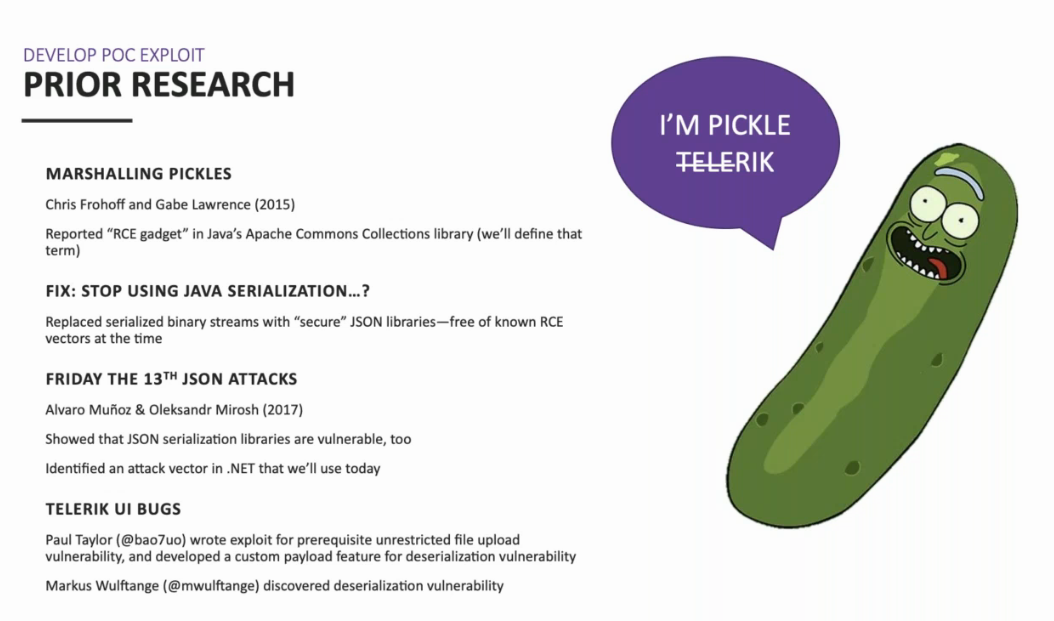 DEVELOP POC EXPLOIT
PRIOR RESEARCH
MARSHALLING PICKLES
Chris Frohoff and Gabe Lawrence (2015)
Reported “RCE gadget” in Java’s Apache Commons Collections library (we’ll define that
term)
FIX: STOP USING JAVA SERIALIZATION…?
Replaced serialized binary streams with “secure” JSON libraries—free of known RCE
vectors at the time
FRIDAY THE 13TH JSON ATTACKS
Alvaro Muñoz & Oleksandr Mirosh (2017)
Showed that JSON serialization libraries are vulnerable, too
Identified an attack vector in .NET that we’ll use today
TELERIK UI BUGS
Paul Taylor (@bao7uo) wrote exploit for prerequisite unrestricted file upload
vulnerability, and developed a custom payload feature for deserialization vulnerability
Markus Wulftange (@mwulftange) discovered deserialization vulnerability
I’M PICKLE
TELERIK